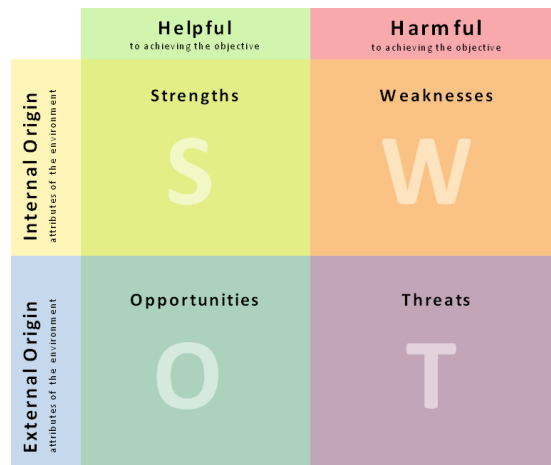 Helpful
to achieving the objective
Harmful
to achieving the objective
Internal Origin
attributes of the environment
Strengths
S
Weaknesses
W
External Origin
attributes of the environment
Opportunities
O
Threats
T